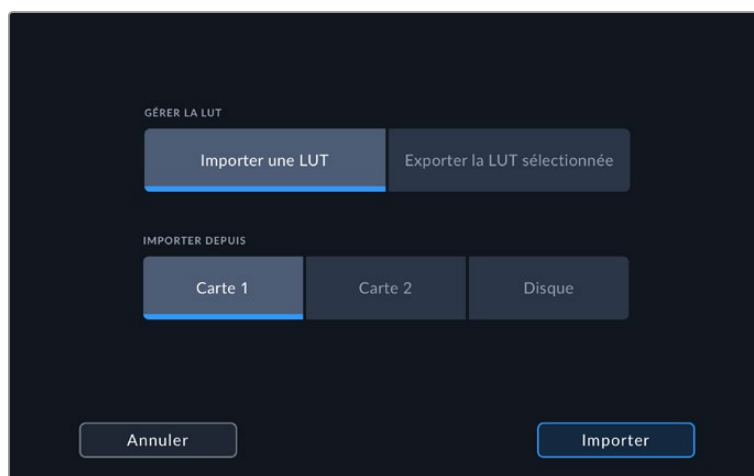 GÉRER LA LUT
Importer une LUT
Exporter la LUT sélectionnée
IMPORTER DEPUIS
Carte 1
Carte 2
Disque
Annuler
Importer